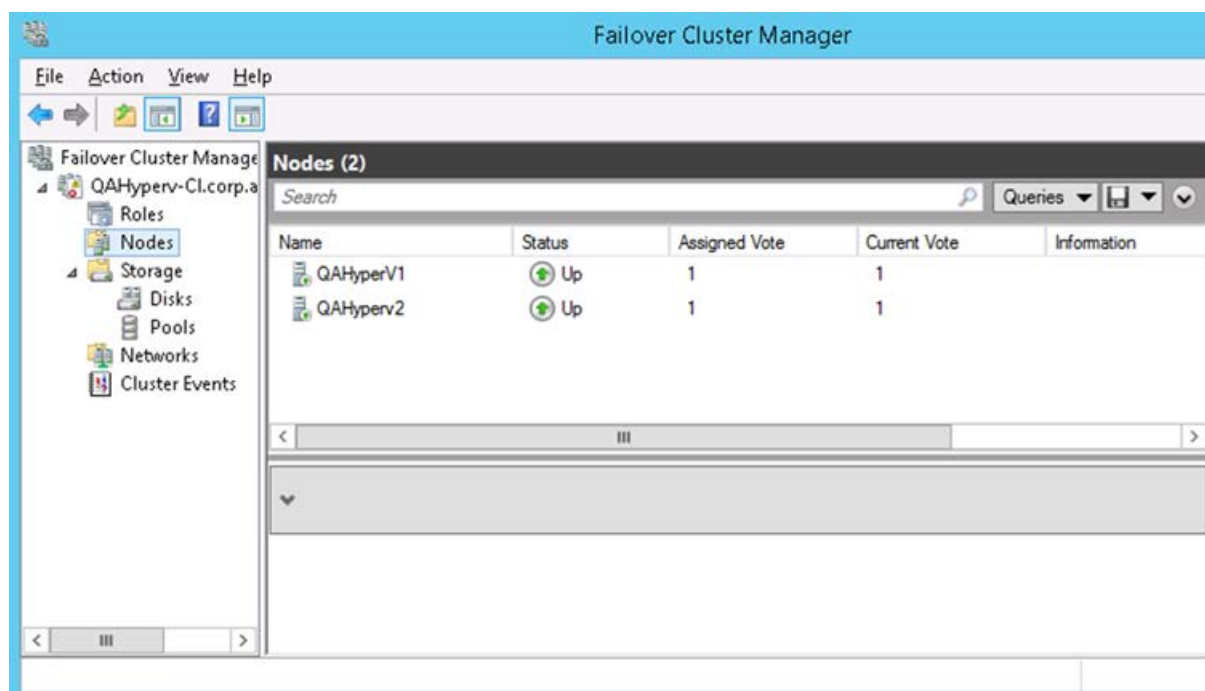 Failover Cluster Manager
File Action View Help
Failover Cluster Manage
QAHyperv-Cl.corp.a
Roles
Nodes
Storage
Disks
Pools
Networks
Cluster Events
Nodes (2)
Search Queries
Name Status Assigned Vote Current Vote Information
QAHyperV1 Up 1 1
QAHyperv2 Up 1 1